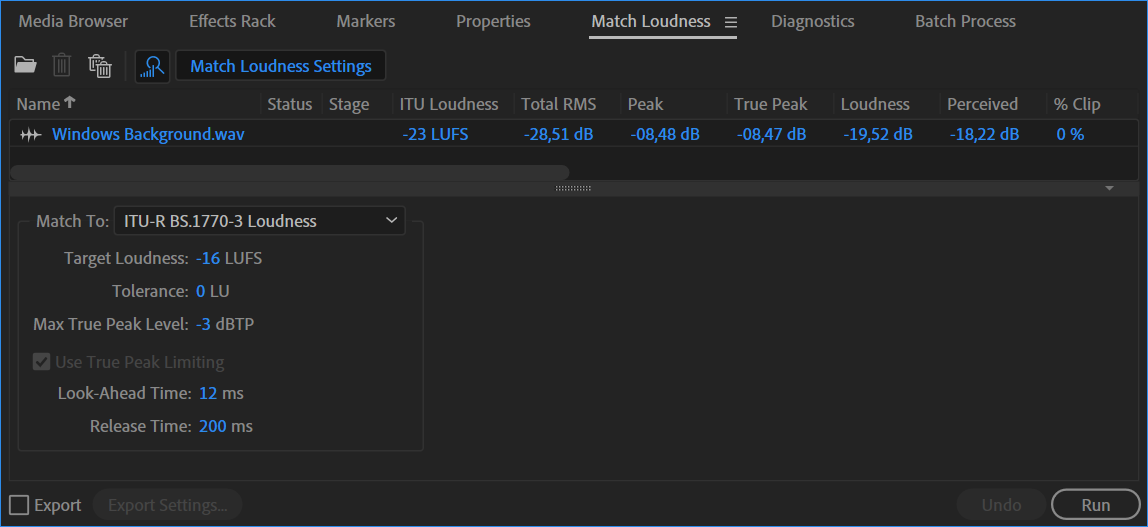 Media Browser Effects Rack Markers Properties Match Loudness Diagnostics Batch Process
Match Loudness Settings
Name Status Stage ITU Loudness Total RMS Peak True Peak Loudness Perceived % Clip
Windows Background.wav -23 LUFS -28,51 dB -08,48 dB -08,47 dB -19,52 dB -18,22 dB 0 %
Match To: ITU-R BS.1770-3 Loudness
Target Loudness: -16 LUFS
Tolerance: 0 LU
Max True Peak Level: -3 dBTP
Use True Peak Limiting
Look-Ahead Time: 12 ms
Release Time: 200 ms
Export Export Settings... Undo Run